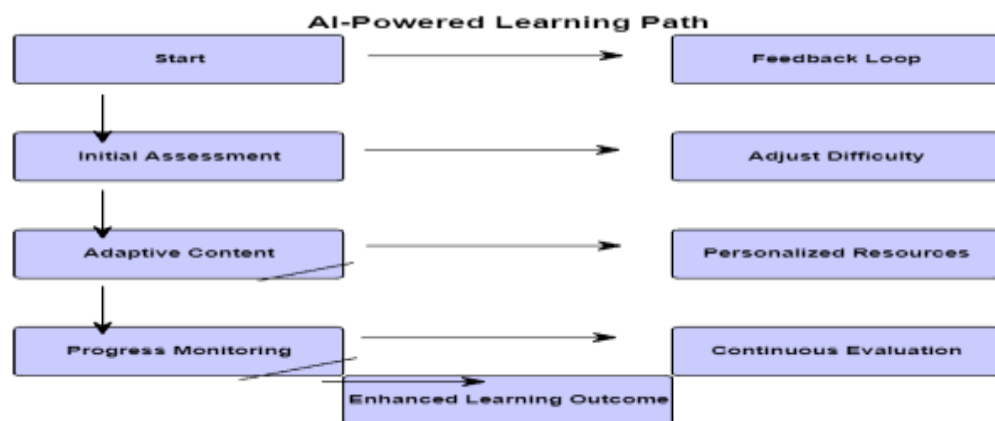 AI-Powered Learning Path
Start
Feedback Loop
Initial Assessment
Adjust Difficulty
Adaptive Content
Personalized Resources
Progress Monitoring
Continuous Evaluation
Enhanced Learning Outcome